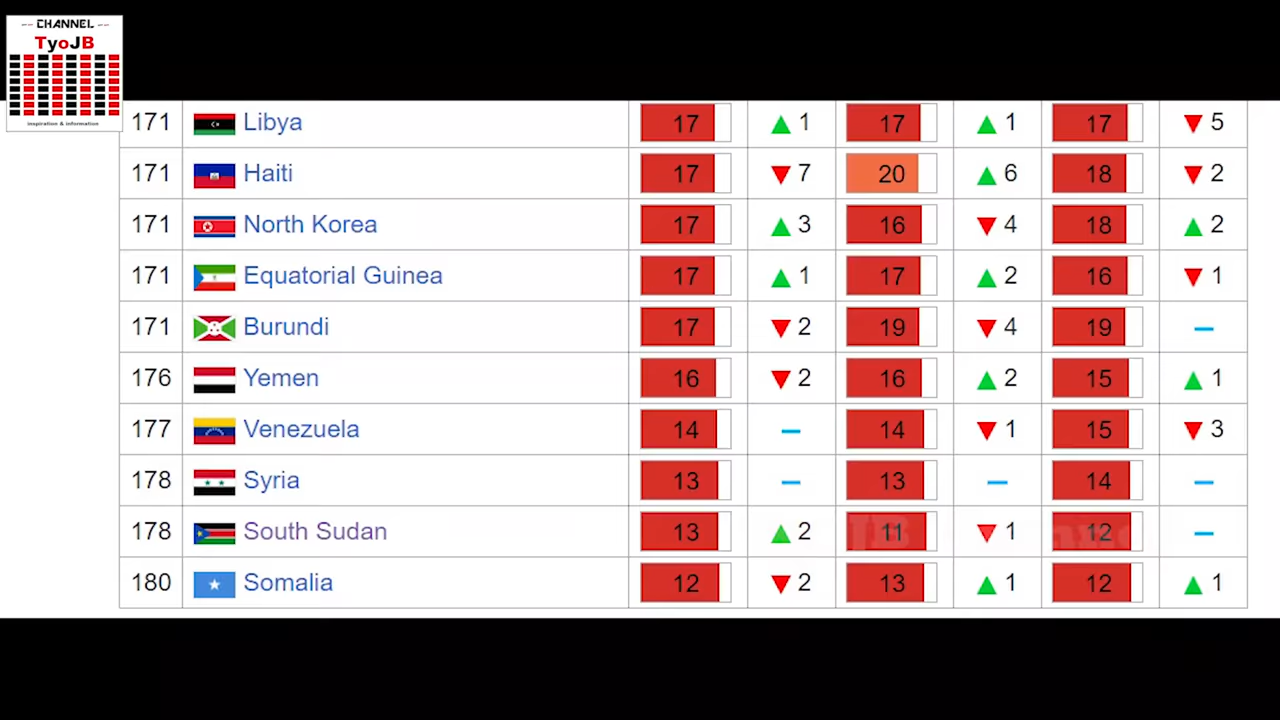 -- CHANNEL --
TyoJB
inspiration & information
171 Libya 17 ▲ 1 17 ▲ 1 17 ▼ 5
171 Haiti 17 ▼ 7 20 ▲ 6 18 ▼ 2
171 North Korea 17 ▲ 3 16 ▼ 4 18 ▲ 2
171 Equatorial Guinea 17 ▲ 1 17 ▲ 2 16 ▼ 1
171 Burundi 17 ▼ 2 19 ▼ 4 19 –
176 Yemen 16 ▼ 2 16 ▲ 2 15 ▲ 1
177 Venezuela 14 – 14 ▼ 1 15 ▼ 3
178 Syria 13 – 13 – 14 –
178 South Sudan 13 ▲ 2 11 ▼ 1 12 –
180 Somalia 12 ▼ 2 13 ▲ 1 12 ▲ 1